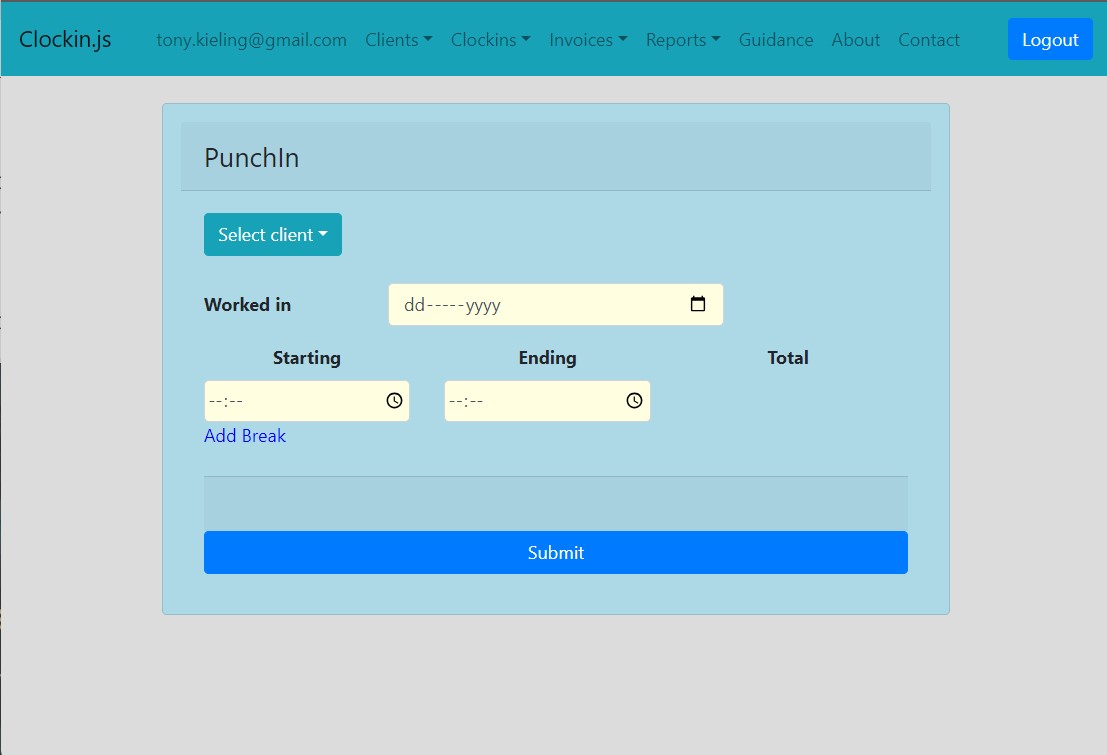 Clockin.js tony.kieling@gmail.com Clients Clockins Invoices Reports Guidance About Contact Logout
PunchIn
Select client
Worked in dd-----yyyy
Starting Ending Total
--:-- --:--
Add Break
Submit